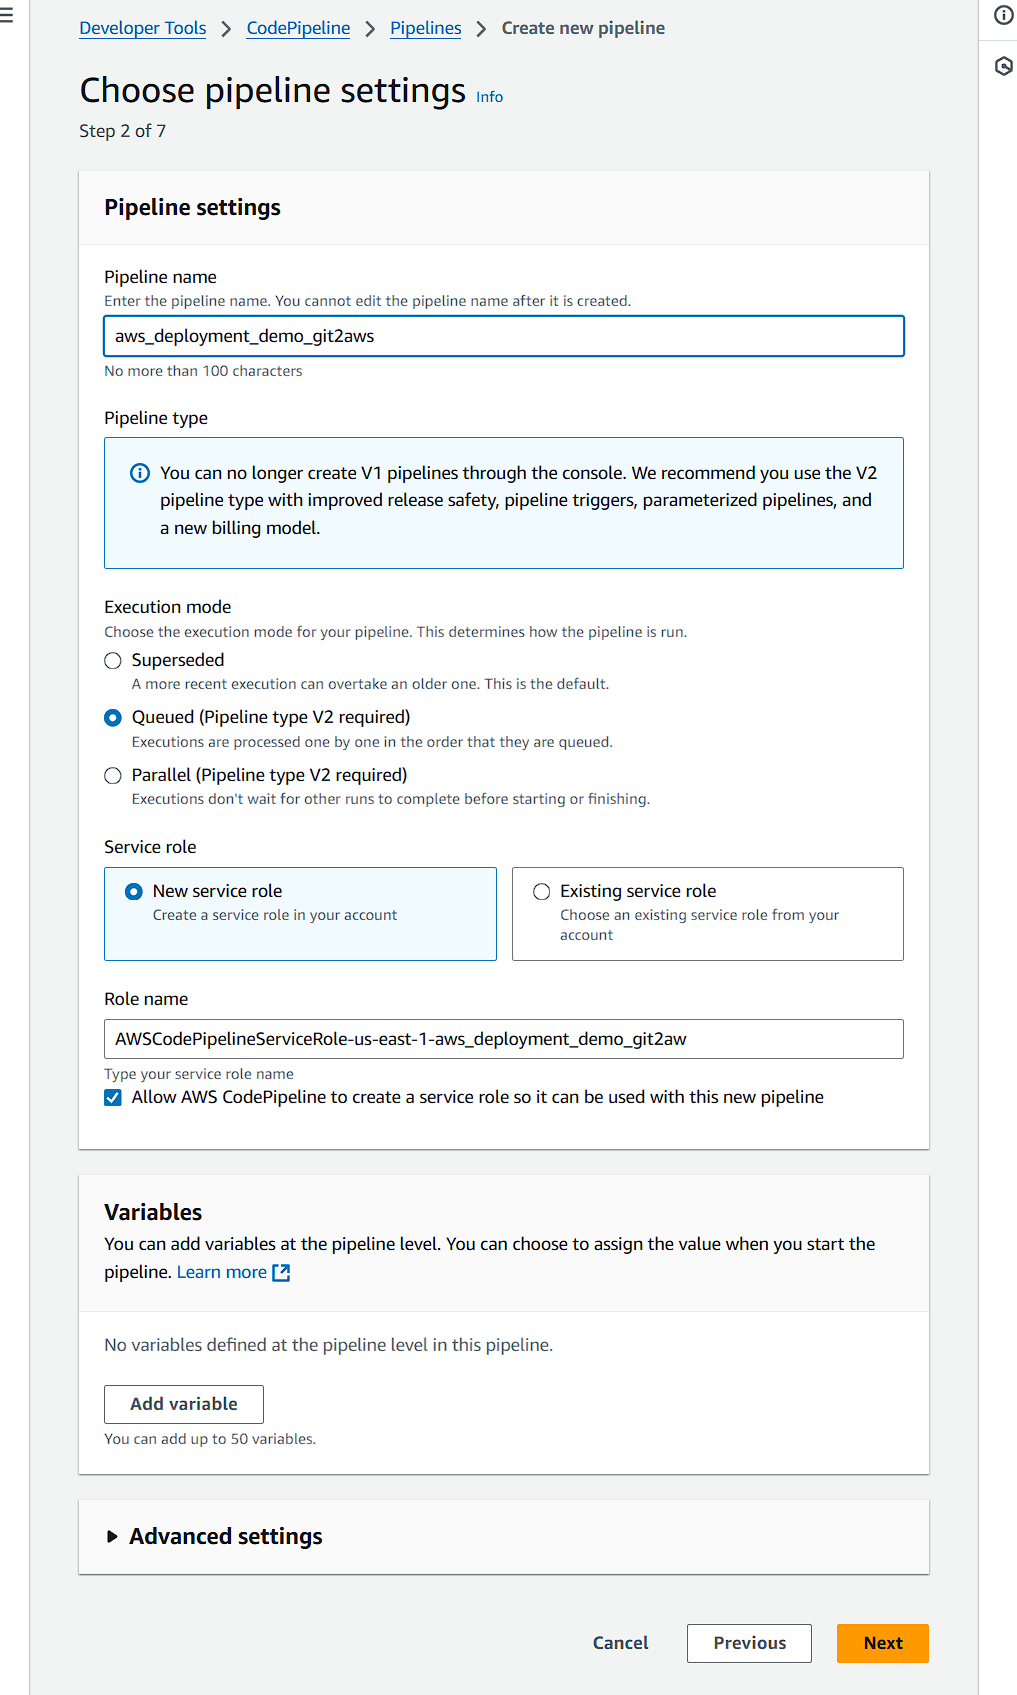 Developer Tools > CodePipeline > Pipelines > Create new pipeline
Choose pipeline settings Info
Step 2 of 7
Pipeline settings
Pipeline name
Enter the pipeline name. You cannot edit the pipeline name after it is created.
aws_deployment_demo_git2aws
No more than 100 characters
Pipeline type
You can no longer create V1 pipelines through the console. We recommend you use the V2
pipeline type with improved release safety, pipeline triggers, parameterized pipelines, and
a new billing model.
Execution mode
Choose the execution mode for your pipeline. This determines how the pipeline is run.
Superseded
A more recent execution can overtake an older one. This is the default.
Queued (Pipeline type V2 required)
Executions are processed one by one in the order that they are queued.
Parallel (Pipeline type V2 required)
Executions don't wait for other runs to complete before starting or finishing.
Service role
New service role
Create a service role in your account
Existing service role
Choose an existing service role from your
account
Role name
AWSCodePipelineServiceRole-us-east-1-aws_deployment_demo_git2aw
Type your service role name
Allow AWS CodePipeline to create a service role so it can be used with this new pipeline
Variables
You can add variables at the pipeline level. You can choose to assign the value when you start the
pipeline. Learn more
No variables defined at the pipeline level in this pipeline.
Add variable
You can add up to 50 variables.
Advanced settings
Cancel
Previous
Next